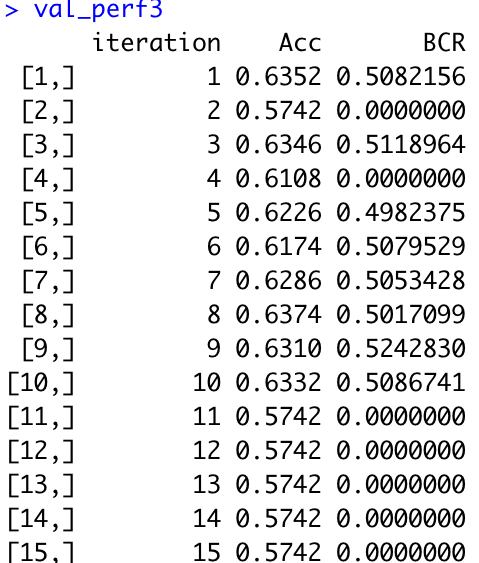 > val_perf3
iteration Acc BCR
[1,] 1 0.6352 0.5082156
[2,] 2 0.5742 0.0000000
[3,] 3 0.6346 0.5118964
[4,] 4 0.6108 0.0000000
[5,] 5 0.6226 0.4982375
[6,] 6 0.6174 0.5079529
[7,] 7 0.6286 0.5053428
[8,] 8 0.6374 0.5017099
[9,] 9 0.6310 0.5242830
[10,] 10 0.6332 0.5086741
[11,] 11 0.5742 0.0000000
[12,] 12 0.5742 0.0000000
[13,] 13 0.5742 0.0000000
[14,] 14 0.5742 0.0000000
[15,] 15 0.5742 0.0000000